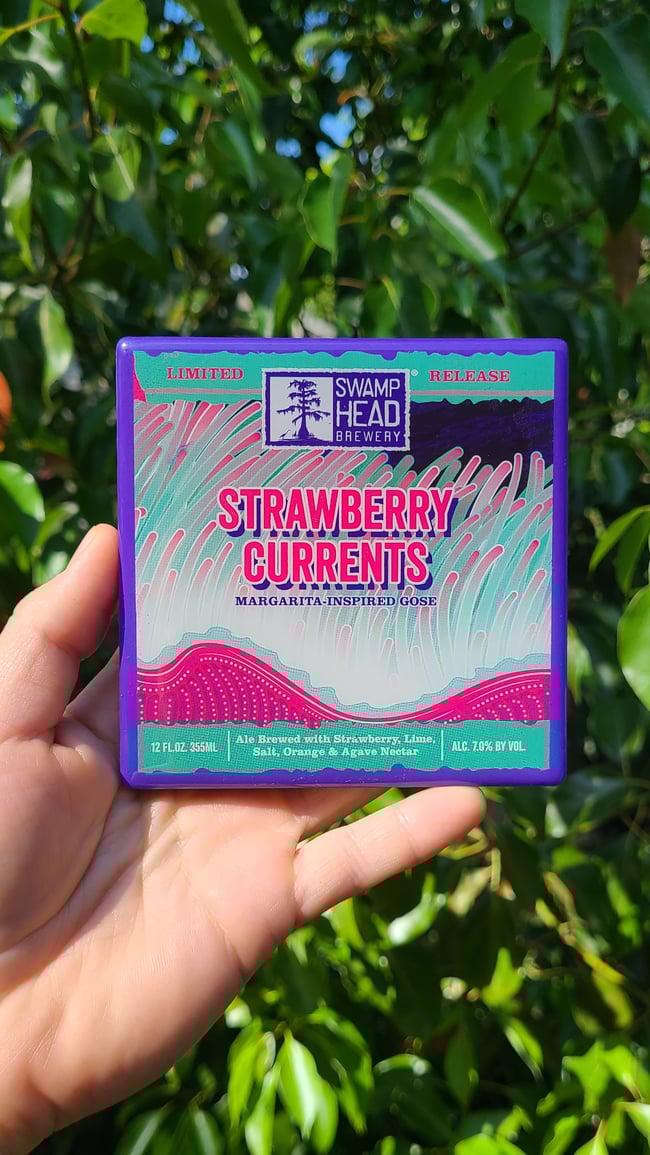 LIMITED
SWAMP
HEAD
BREWERY
®
RELEASE
STRAWBERRY
CURRENTS
MARGARITA-INSPIRED GOSE
12 FL.OZ. 355ML
Ale Brewed with Strawberry, Lime,
Salt, Orange & Agave Nectar
ALC. 7.0% BY VOL.